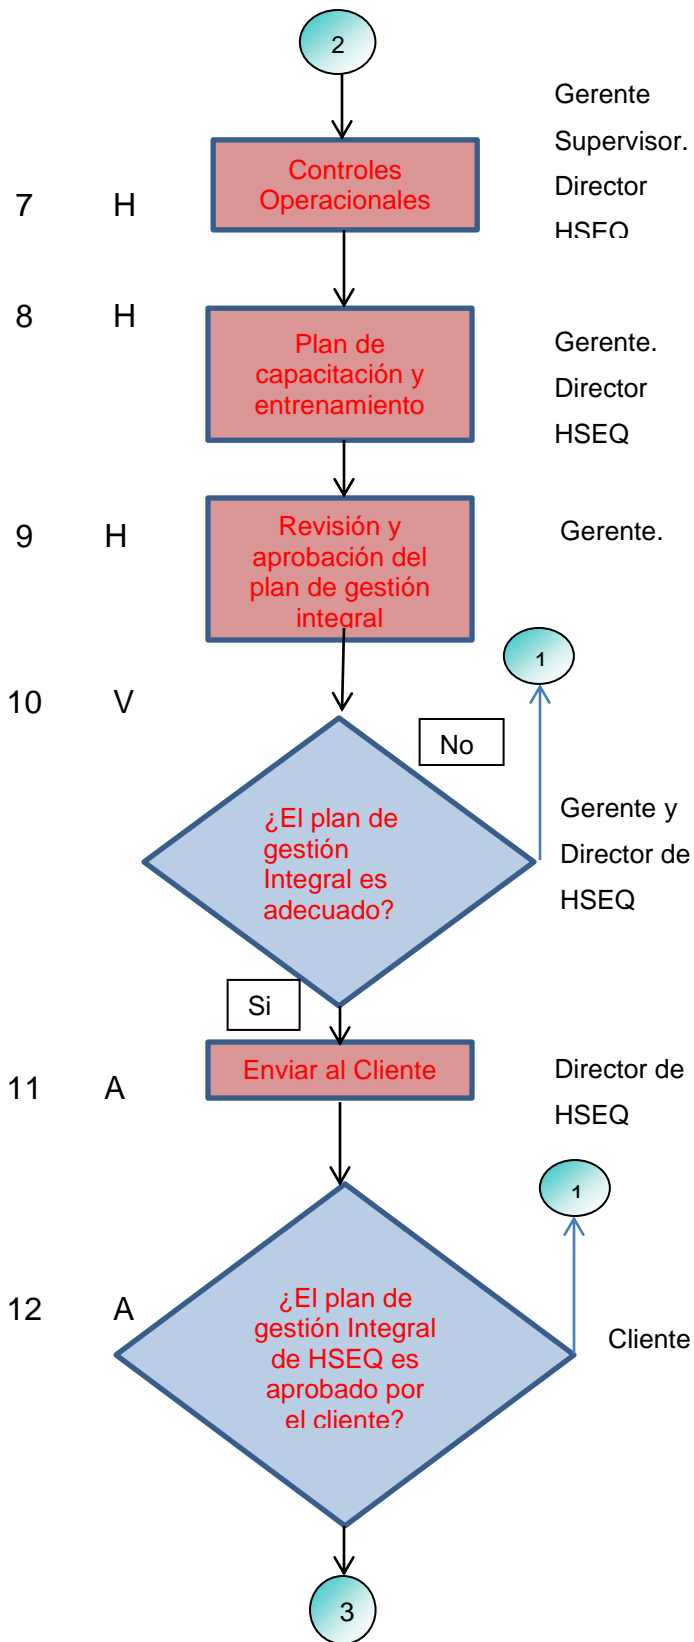 2
Gerente
Supervisor.
Director
HSEQ
7 H
Controles
Operacionales
8 H
Plan de
capacitación y
entrenamiento
Gerente.
Director
HSEQ
9 H
Revisión y
aprobación del
plan de gestión
integral
Gerente.
1
10 V
No
¿El plan de
gestión
Integral es
adecuado?
Gerente y
Director de
HSEQ
Si
11 A
Enviar al Cliente
Director de
HSEQ
1
12 A
¿El plan de
gestión Integral
de HSEQ es
aprobado por
el cliente?
Cliente
3